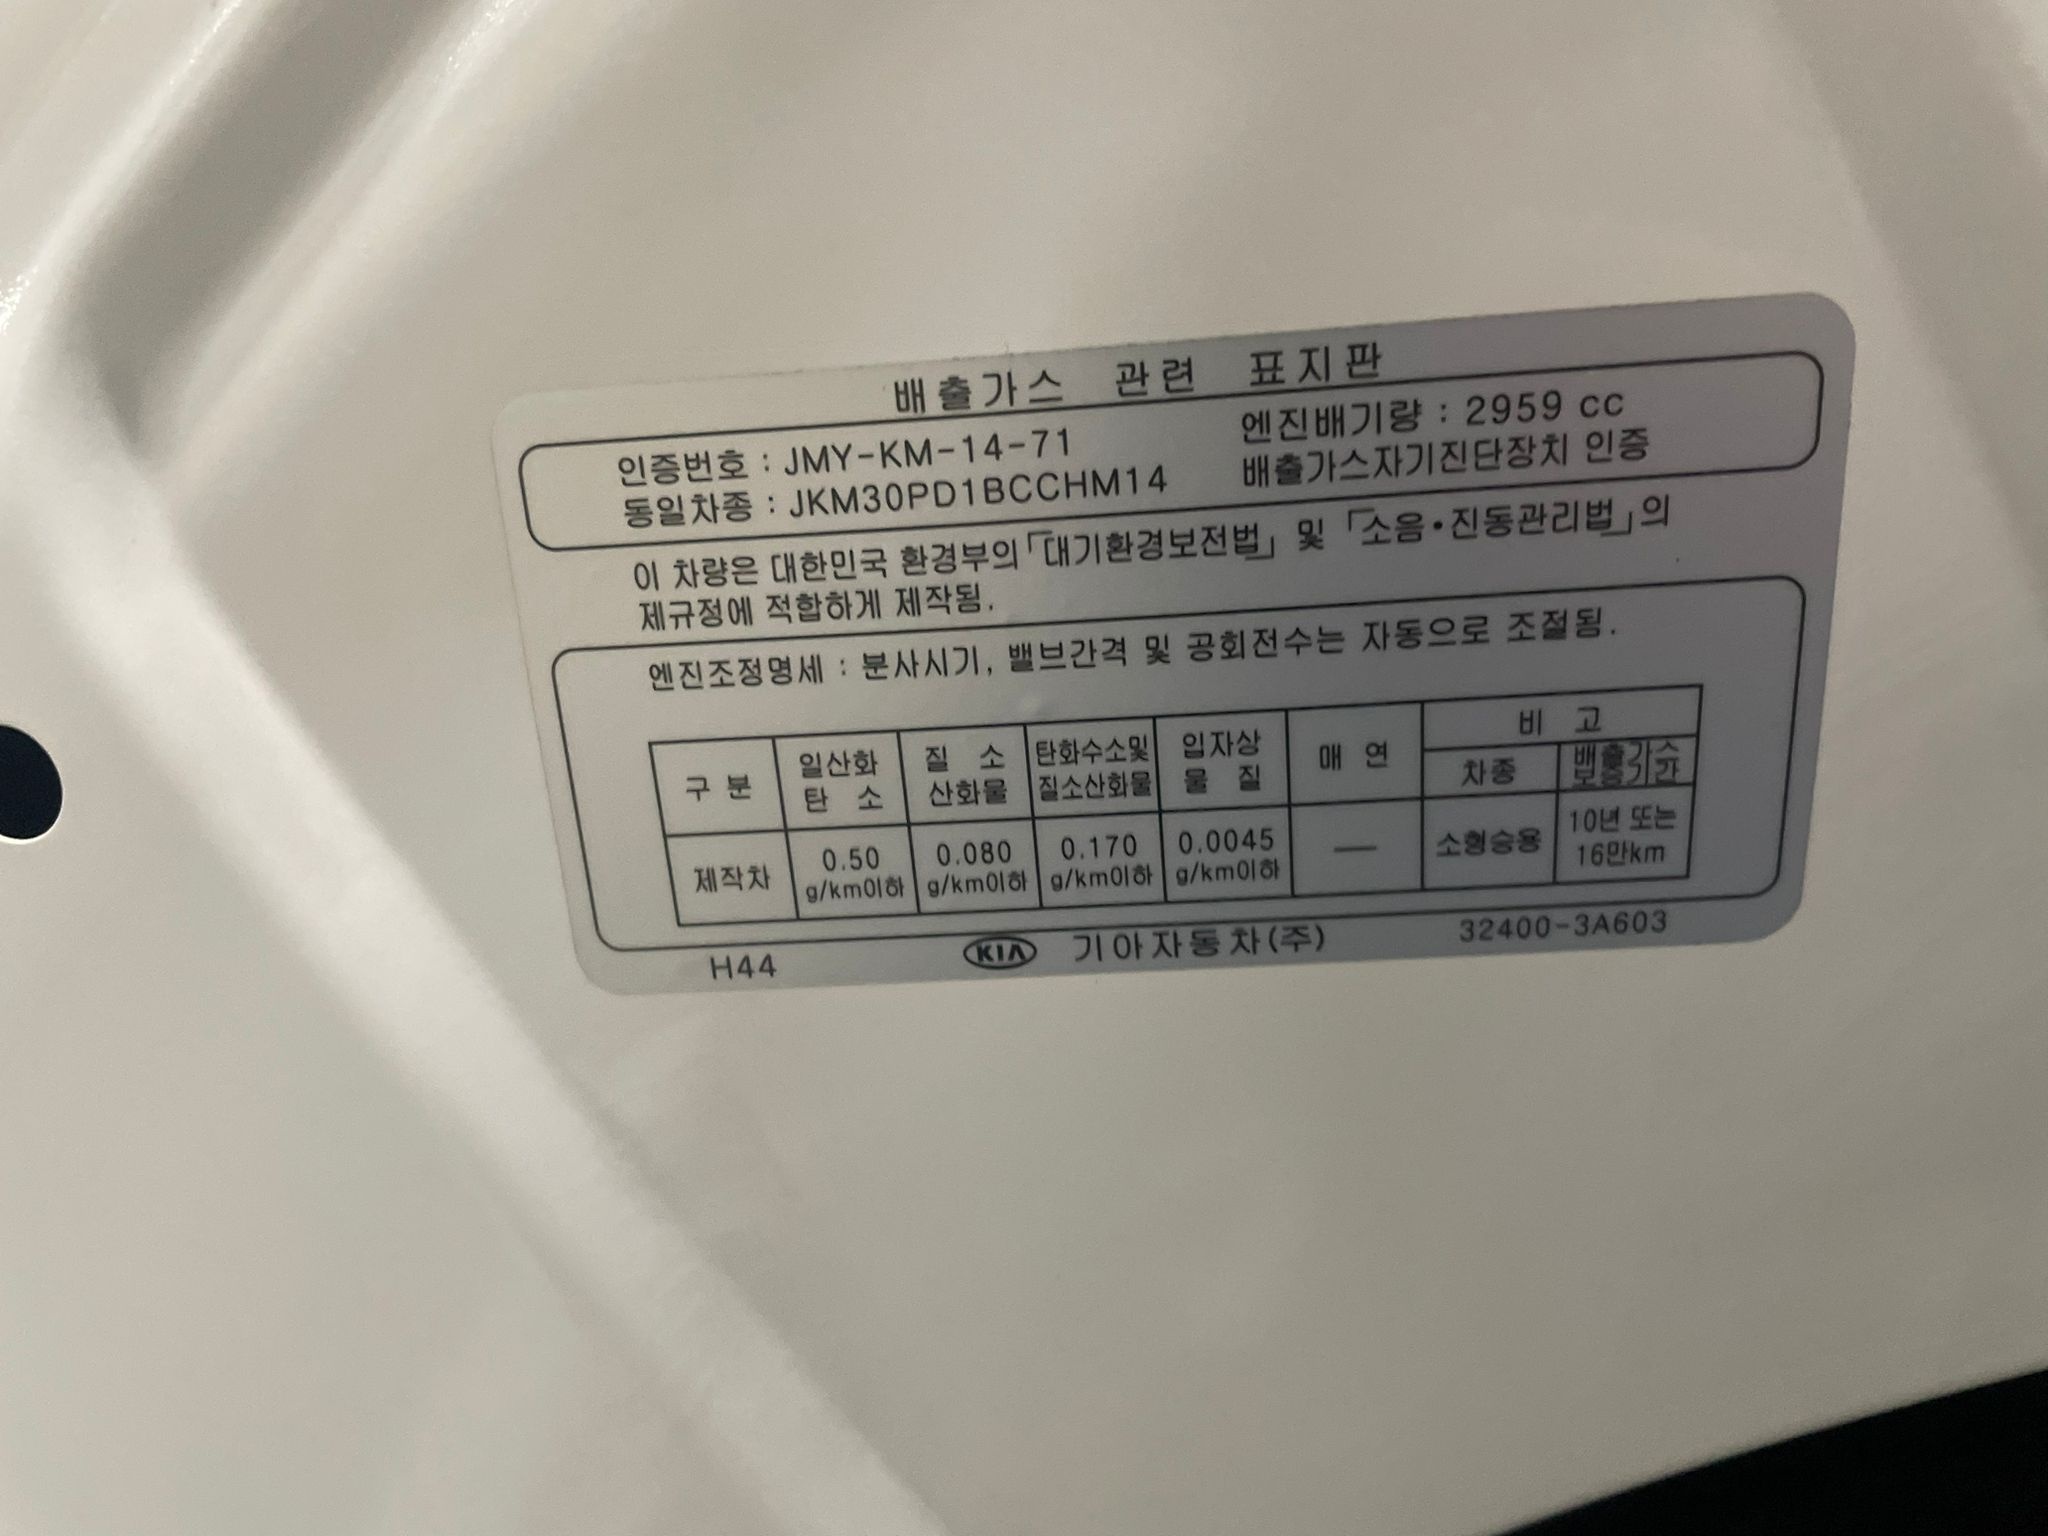 배출가스 관련 표지판
인증번호 : JMY-KM-14-71 엔진배기량 : 2959 cc
동일차종 : JKM30PD1BCCHM14 배출가스자기진단장치 인증
이 차량은 대한민국 환경부의 「대기환경보전법」 및 「소음·진동관리법」의
제규정에 적합하게 제작됨.
엔진조정명세 : 분사시기, 밸브간격 및 공회전수는 자동으로 조절됨.
구분 일산화탄소 질소산화물 탄화수소및질소산화물 입자상물질 매연 비고
차종 배출가스보증기간
제작차 0.50 g/km이하 0.080 g/km이하 0.170 g/km이하 0.0045 g/km이하 — 소형승용 10년 또는 16만km
H44 KIA 기아자동차(주) 32400-3A603